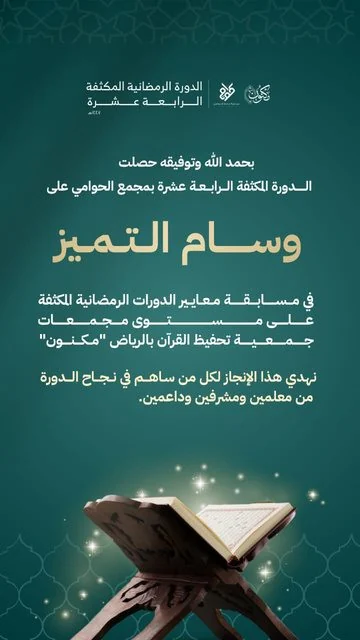 الدورة الرمضانية المكثفة
الرابعة عشرة
بحمد الله وتوفيقه حصلت
الدورة المكثفة الرابعة عشرة بمجمع الحوامي على
وسام التميز
في مسابقة معايير الدورات الرمضانية المكثفة
على مستوى مجمعات
جمعية تحفيظ القرآن بالرياض "مكنون"
نهدي هذا الإنجاز لكل من ساهم في نجاح الدورة
من معلمين ومشرفين وداعمين.